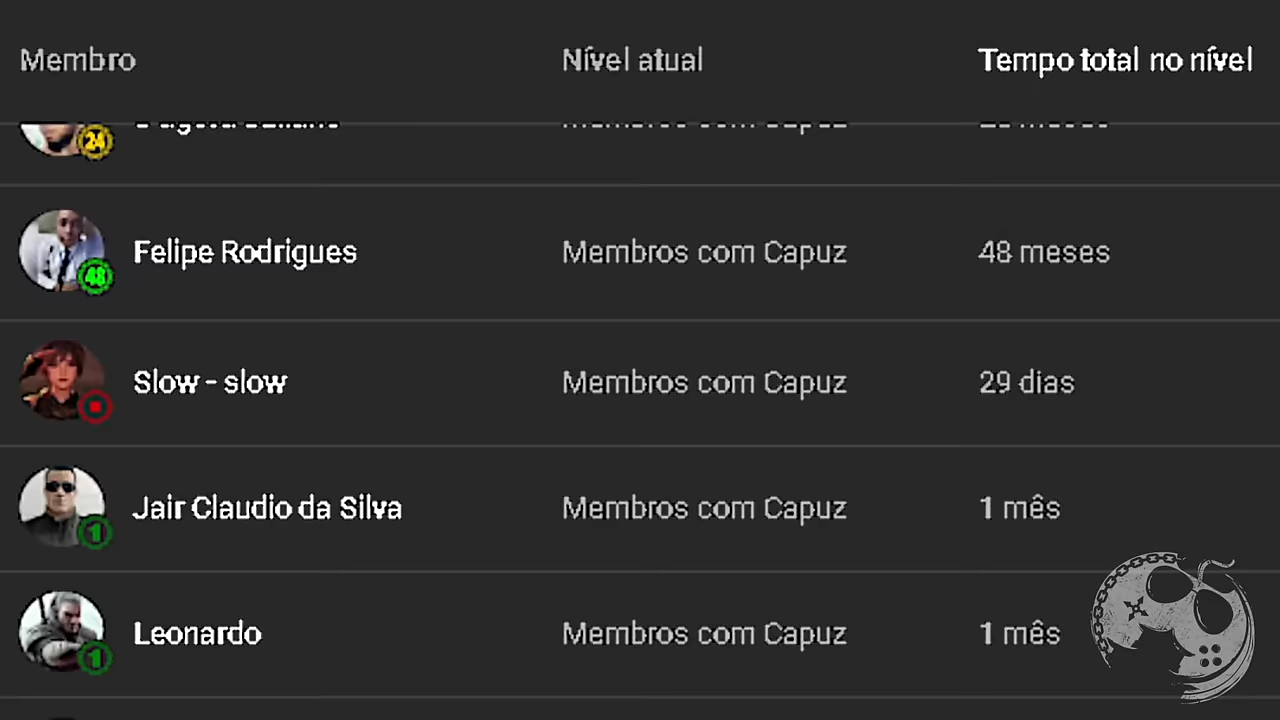 Membro Nível atual Tempo total no nível
24
Felipe Rodrigues Membros com Capuz 48 meses
48
Slow - slow Membros com Capuz 29 dias
Jair Claudio da Silva Membros com Capuz 1 mês
1
Leonardo Membros com Capuz 1 mês
1